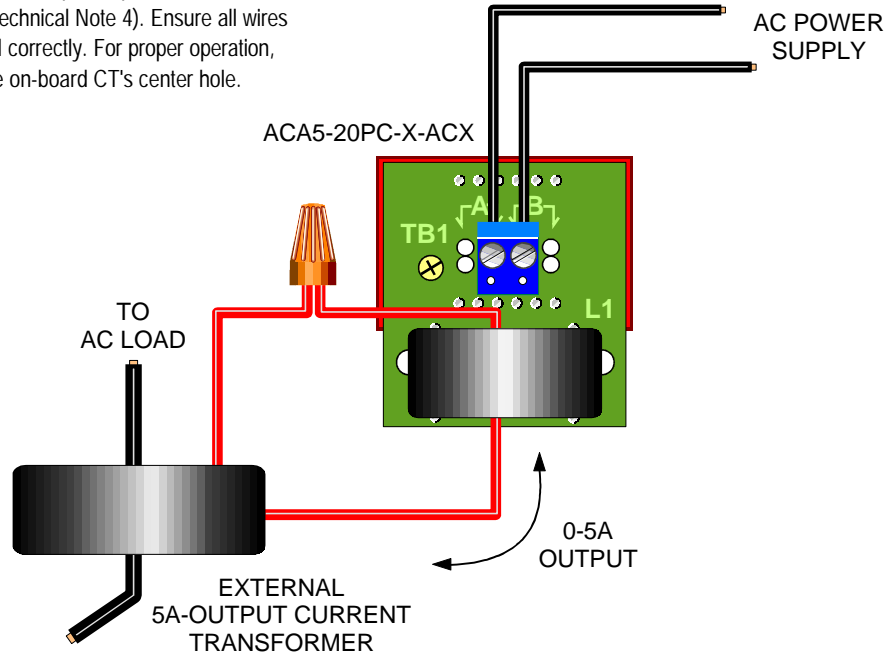 echnical Note 4). Ensure all wires
correctly. For proper operation,
e on-board CT's center hole.
AC POWER
SUPPLY
ACA5-20PC-X-ACX
A
B
TB1
L1
TO
AC LOAD
0-5A
OUTPUT
EXTERNAL
5A-OUTPUT CURRENT
TRANSFORMER